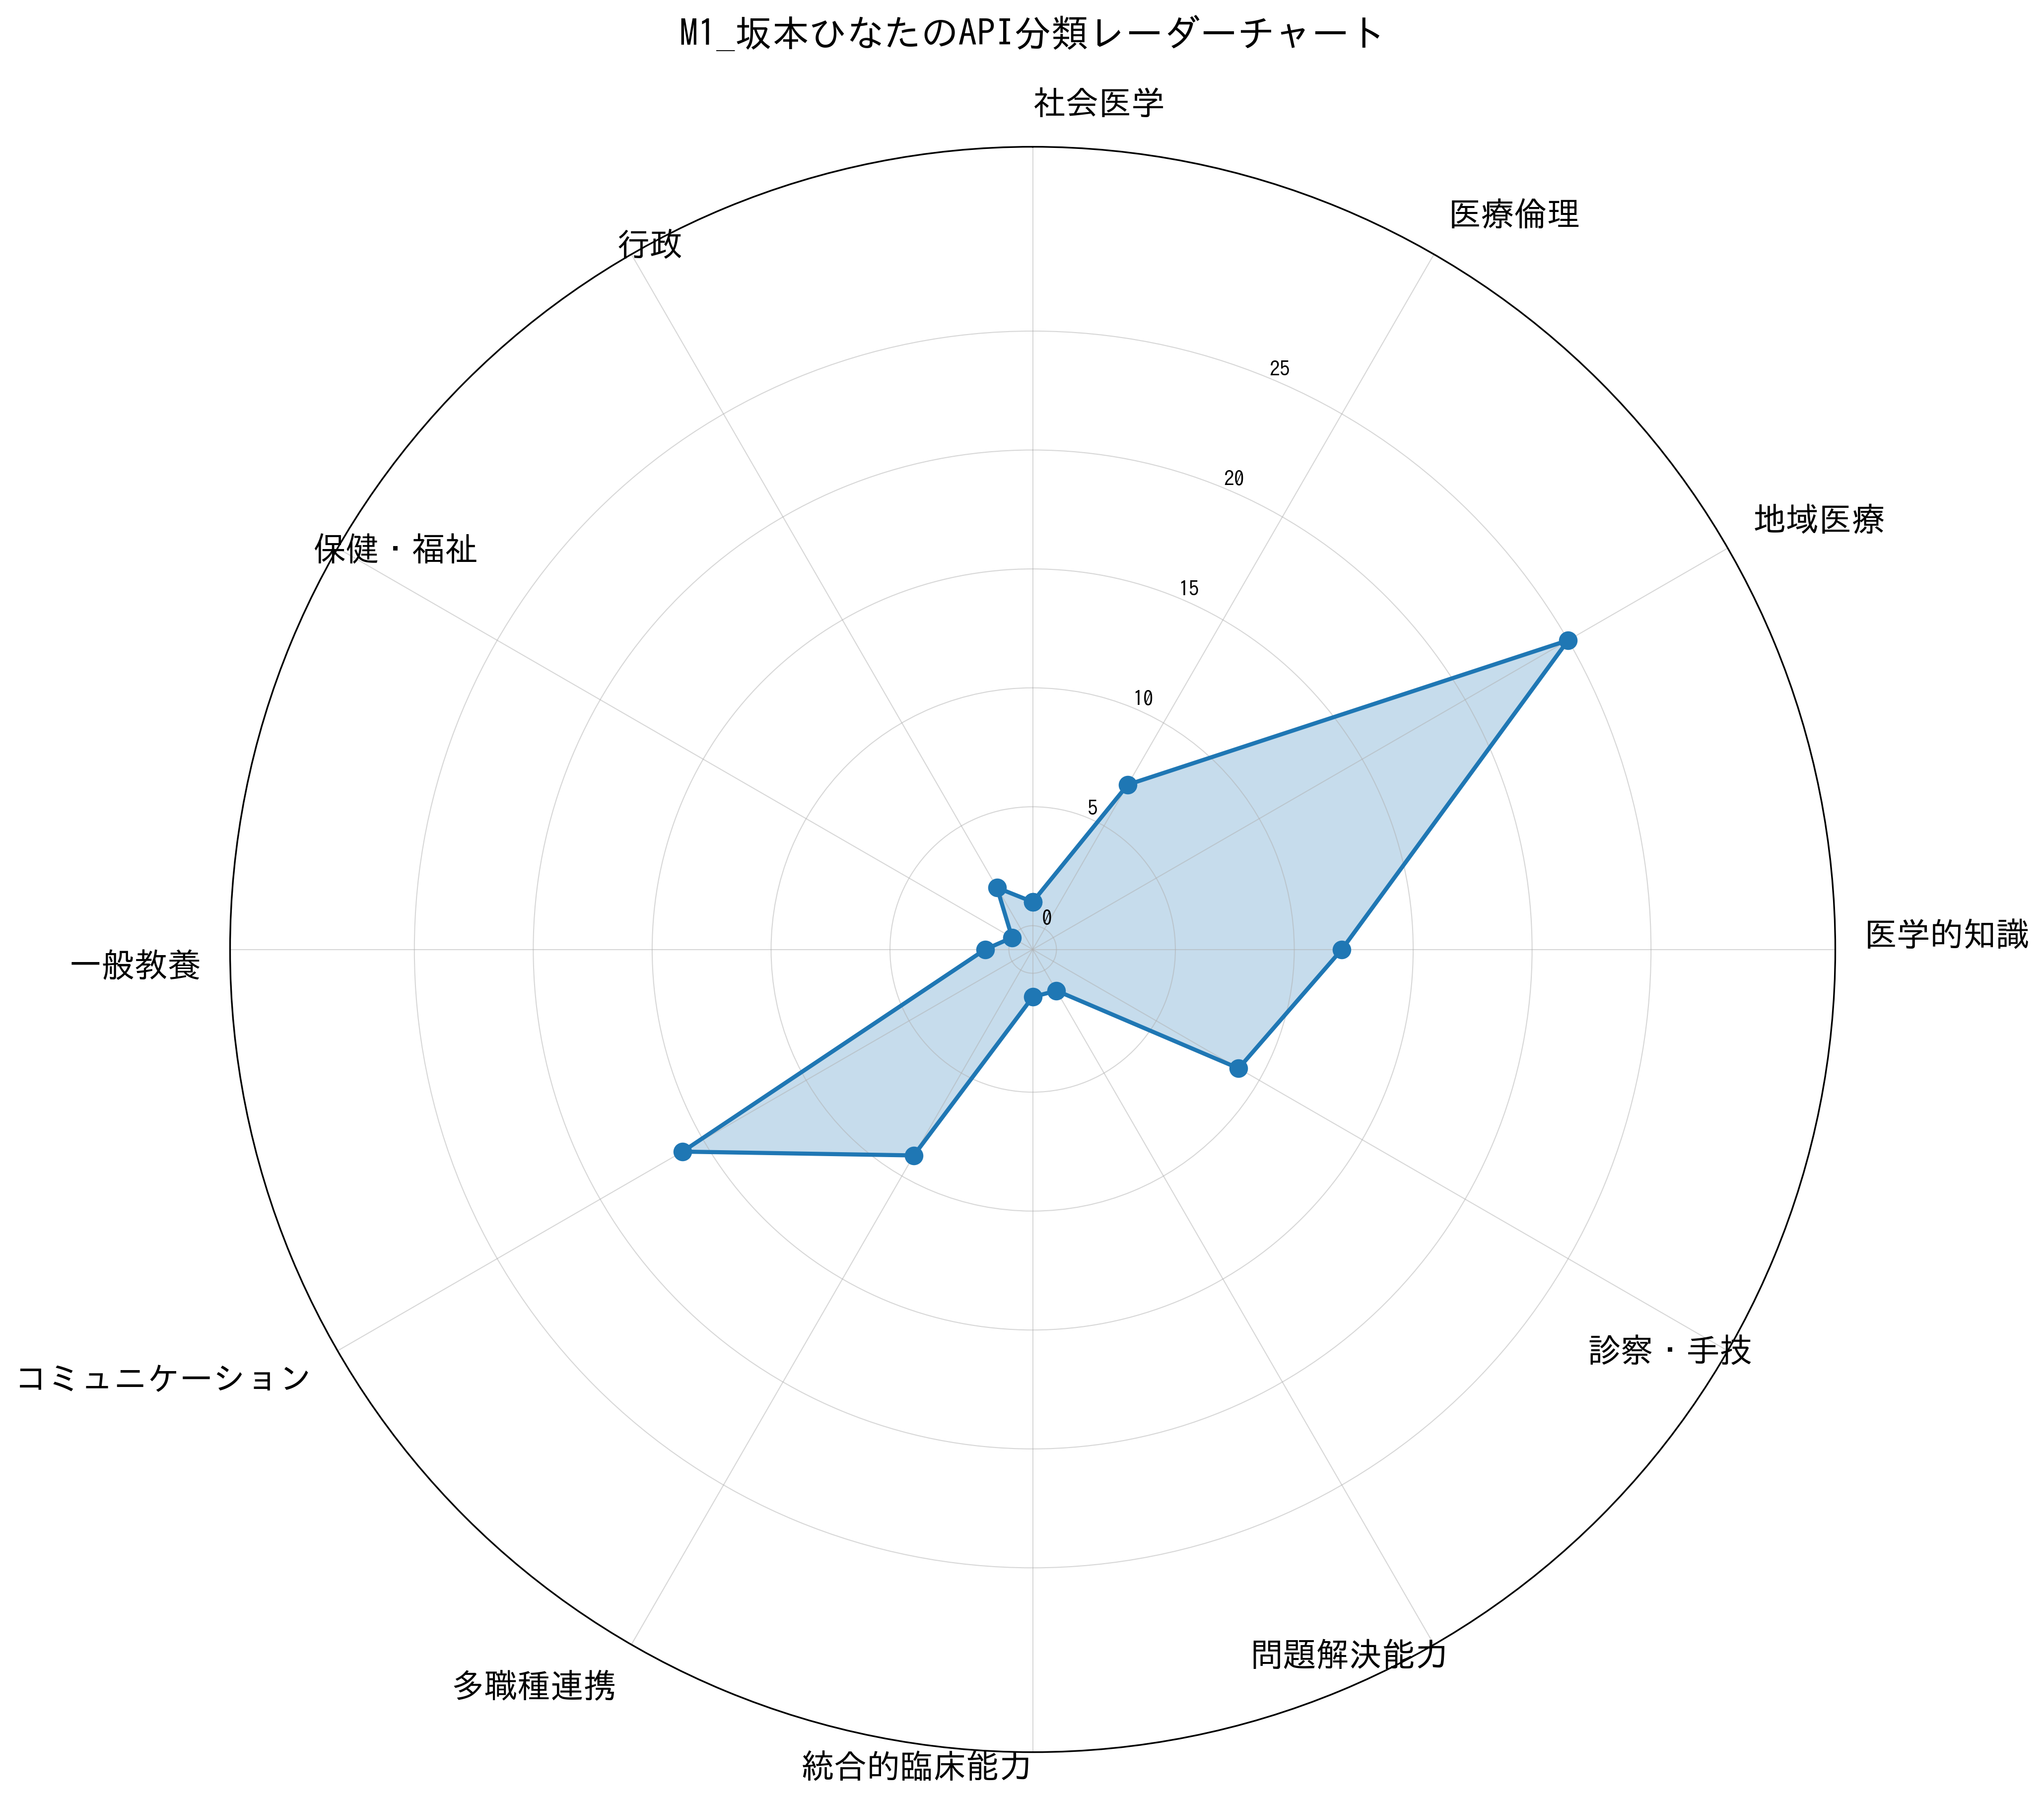 M1_坂本ひなたのAPI分類レーダーチャート
社会医学
医療倫理
行政
25
20
地域医療
保健・福祉
15
10
5
0
医学的知識
一般教養
診察・手技
コミュニケーション
問題解決能力
多職種連携
統合的臨床能力